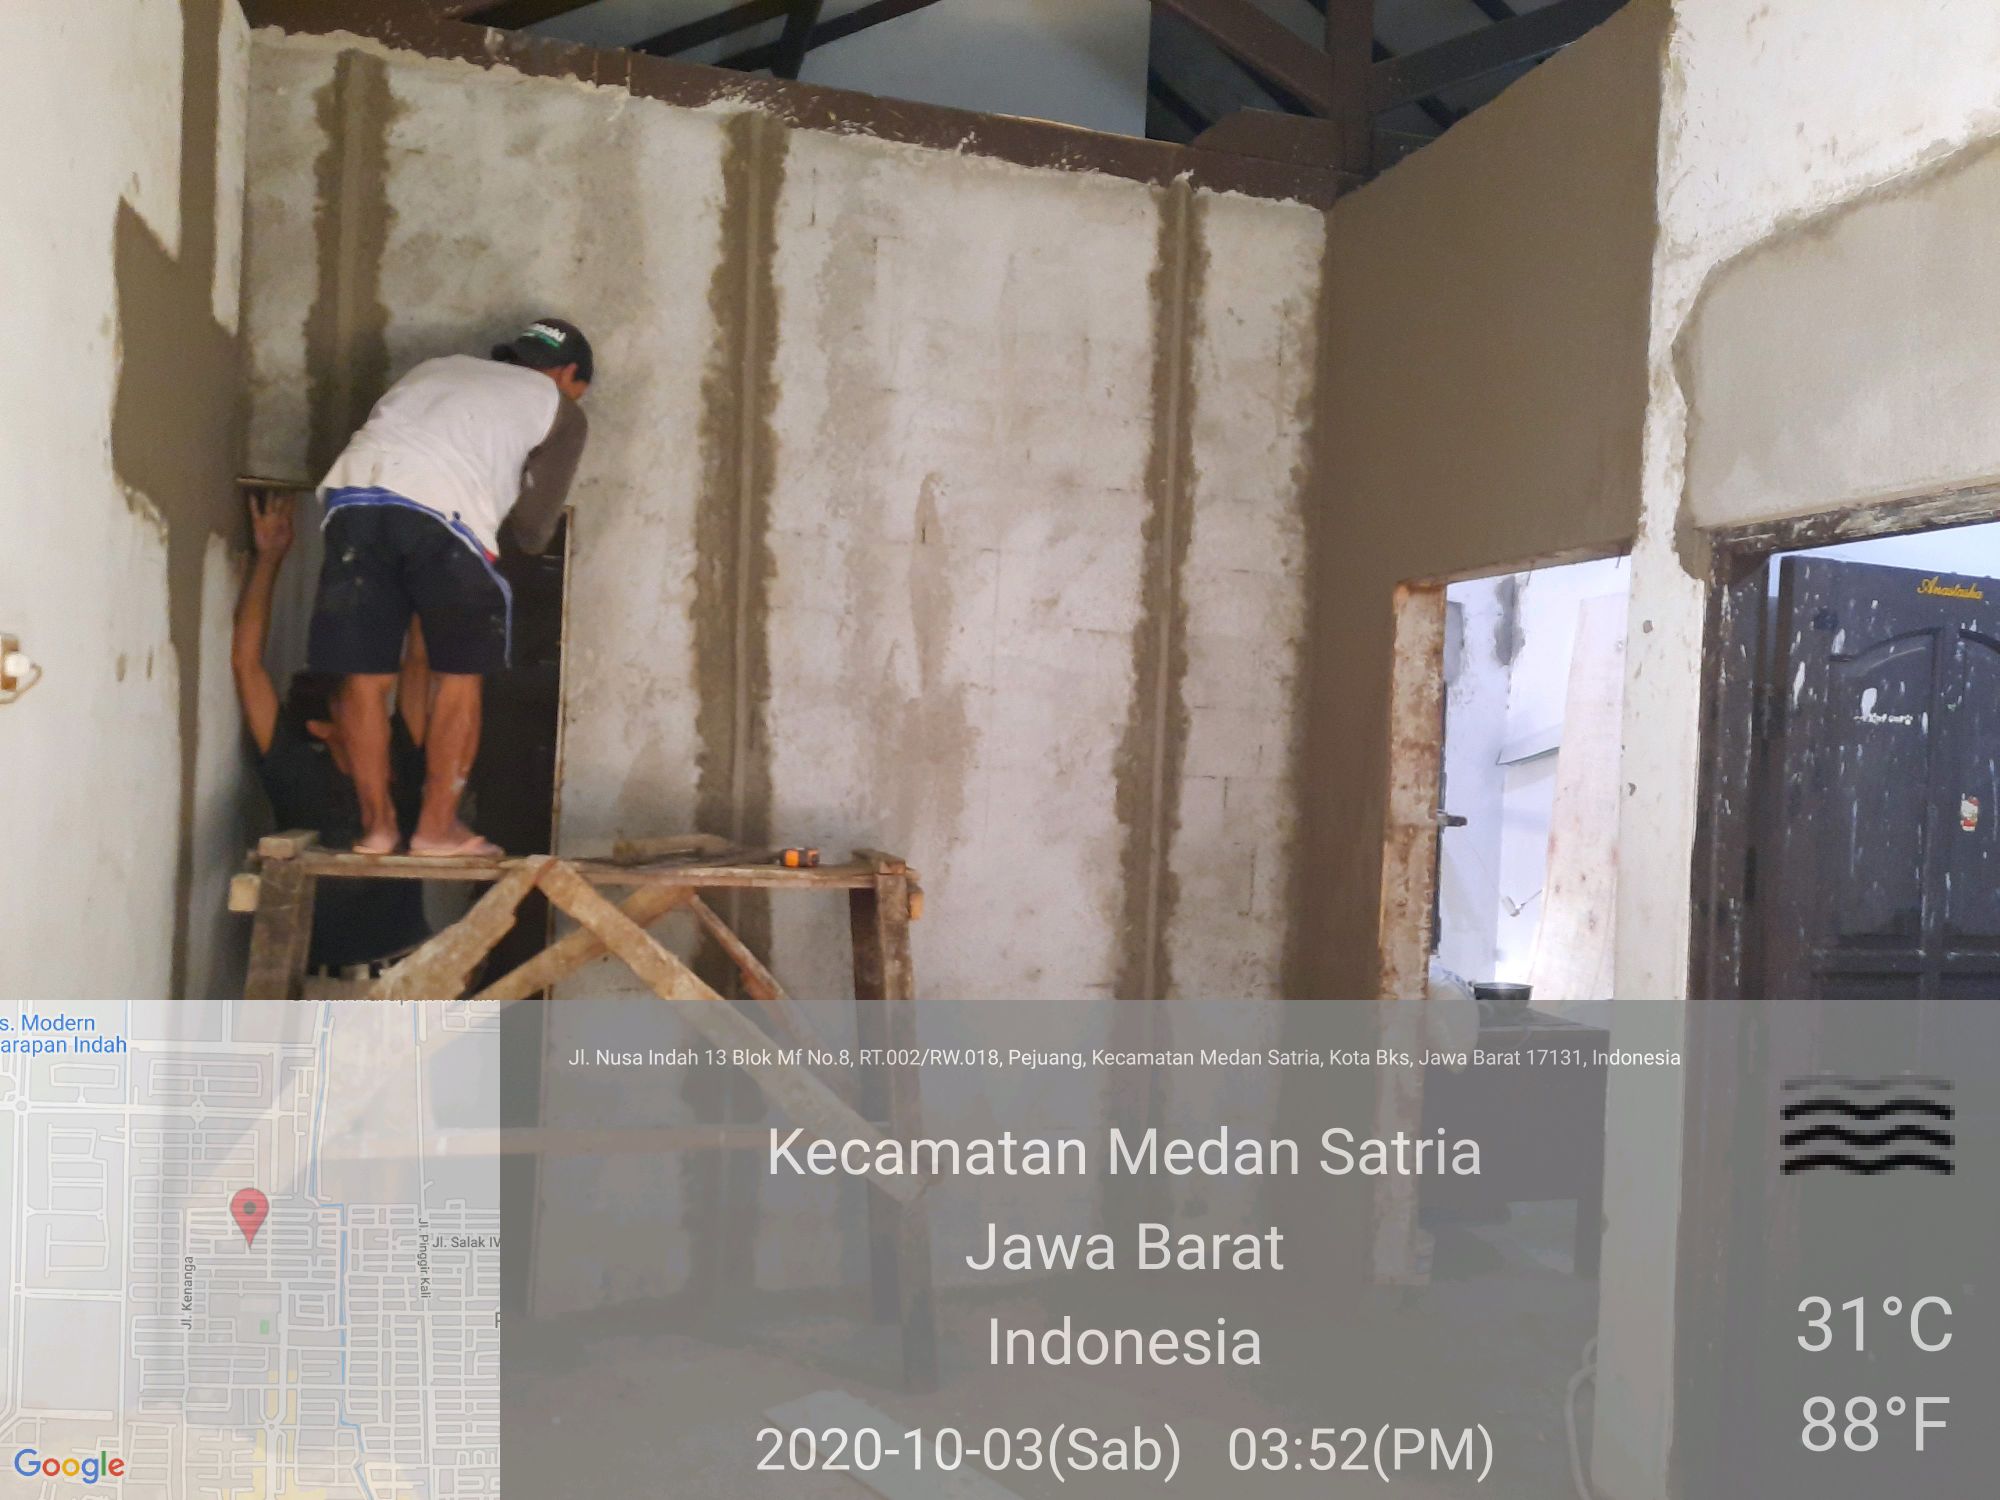 Anastasha
s. Modern
arapan Indah
Jl. Salak IV
Jl. Pinggir Kali
Jl. Kenanga
Google
Jl. Nusa Indah 13 Blok Mf No.8, RT.002/RW.018, Pejuang, Kecamatan Medan Satria, Kota Bks, Jawa Barat 17131, Indonesia
Kecamatan Medan Satria
Jawa Barat
Indonesia
2020-10-03(Sab) 03:52(PM)
31°C
88°F